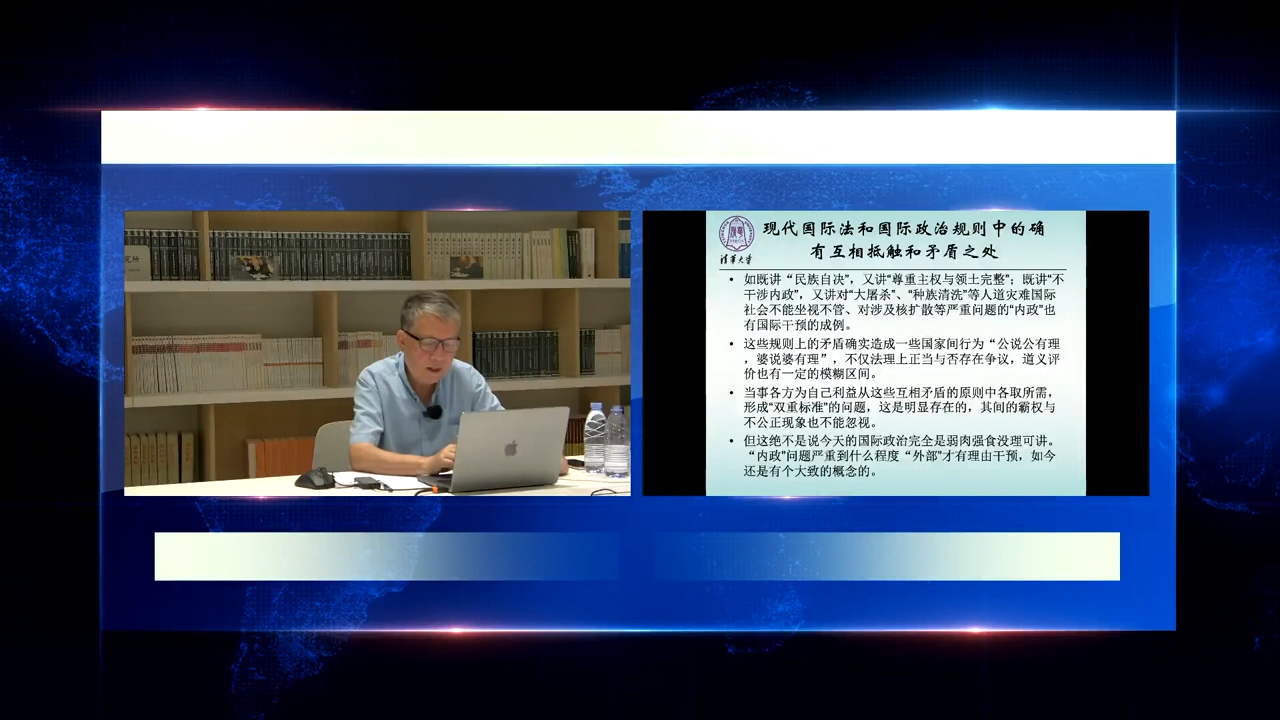 现代国际法和国际政治规则中的确
有互相抵触和矛盾之处
清华大学
• 如既讲“民族自决”，又讲“尊重主权与领土完整”；既讲“不
干涉内政”，又讲对“大屠杀”、“种族清洗”等人道灾难国际
社会不能坐视不管、对涉及核扩散等严重问题的“内政”也
有国际干预的成例。
• 这些规则上的矛盾确实造成一些国家间行为“公说公有理
，婆说婆有理”，不仅法理上正当与否存在争议，道义评
价也有一定的模糊区间。
• 当事各方为自己利益从这些互相矛盾的原则中各取所需，
形成“双重标准”的问题，这是明显存在的，其间的霸权与
不公正现象也不能忽视。
• 但这绝不是说今天的国际政治完全是弱肉强食没理可讲。
“内政”问题严重到什么程度“外部”才有理由干预，如今
还是有个大致的概念的。